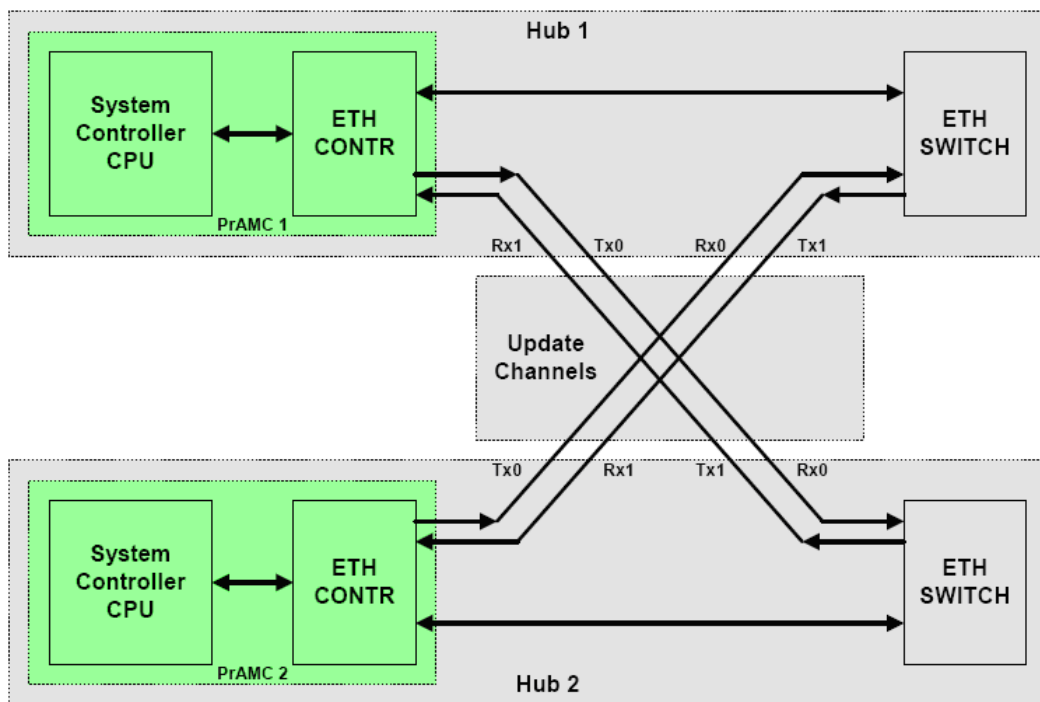 Hub 1
System
Controller
CPU
ETH
CONTR
ETH
SWITCH
PrAMC 1
Rx1
Tx0
Rx0
Tx1
Update
Channels
Tx0
Rx1
Tx1
Rx0
System
Controller
CPU
ETH
CONTR
ETH
SWITCH
PrAMC 2
Hub 2